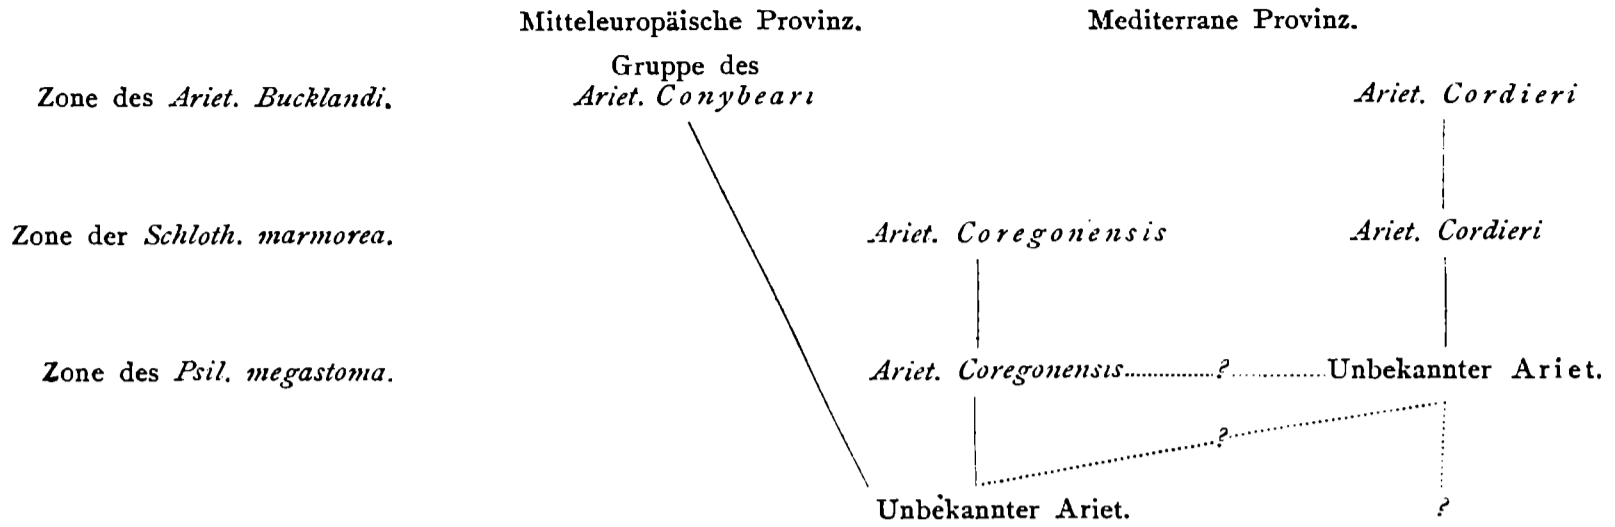 Mitteleuropäische Provinz. Mediterrane Provinz.
Gruppe des
Zone des Ariet. Bucklandi. Ariet. Conybeari Ariet. Cordieri
Zone der Schloth. marmorea. Ariet. Coregonensis Ariet. Cordieri
Zone des Psil. megastoma. Ariet. Coregonensis ? Unbekannter Ariet.
?
Unbekannter Ariet. ?